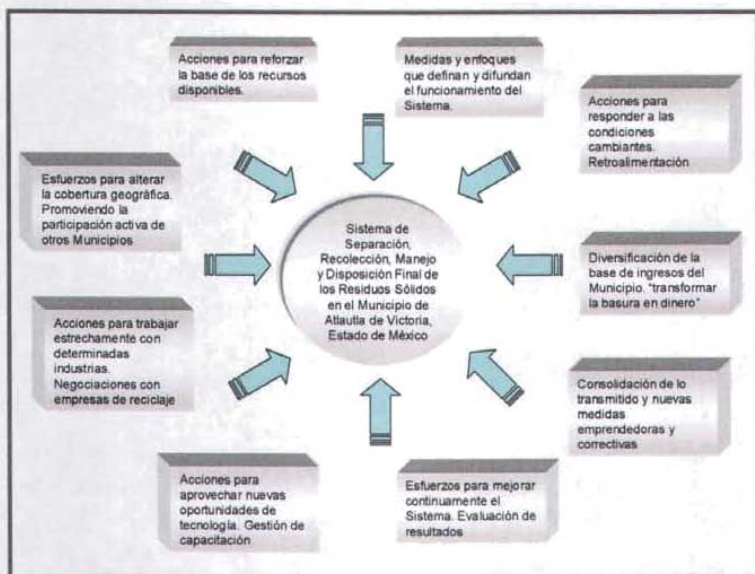 Acciones para reforzar
la base de los recursos
disponibles.
Medidas y enfoques
que definan y difundan
el funcionamiento del
Sistema.
Acciones para
responder a las
condiciones
cambiantes.
Retroalimentación
Esfuerzos para alterar
la cobertura geográfica.
Promoviendo la
participación activa de
otros Municipios
Sistema de
Separación,
Recolección, Manejo
y Disposición Final de
los Residuos Sólidos
en el Municipio de
Atlautla de Victoria,
Estado de México
Diversificación de la
base de ingresos del
Municipio. "transformar
la basura en dinero"
Acciones para trabajar
estrechamente con
determinadas
industrias.
Negociaciones con
empresas de reciclaje
Consolidación de lo
transmitido y nuevas
medidas
emprendedoras y
correctivas
Acciones para
aprovechar nuevas
oportunidades de
tecnología. Gestión de
capacitación
Esfuerzos para mejorar
continuamente el
Sistema. Evaluación de
resultados